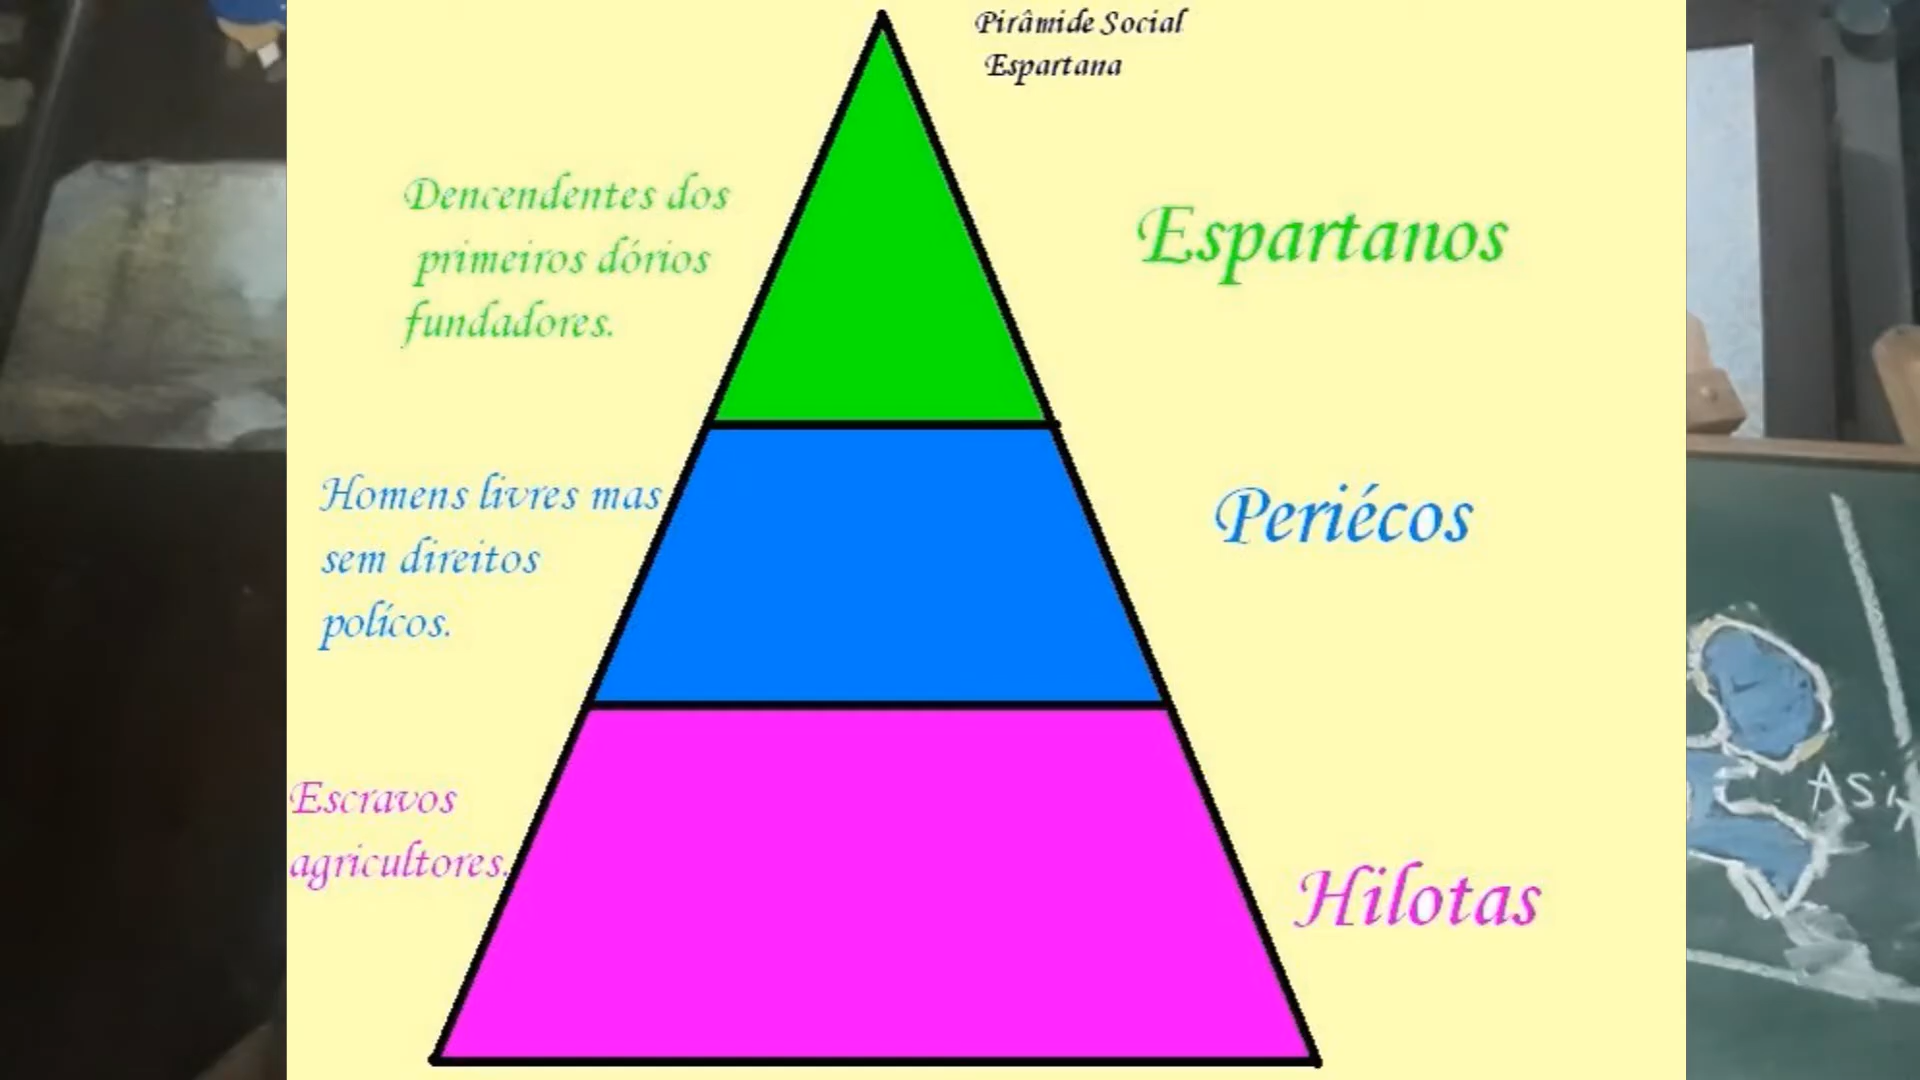 Pirâmide Social
Espartana
Dencendentes dos
primeiros dórios
fundadores.
Espartanos
Homens livres mas
sem direitos
polícos.
Periécos
Escravos
agricultores.
Hilotas